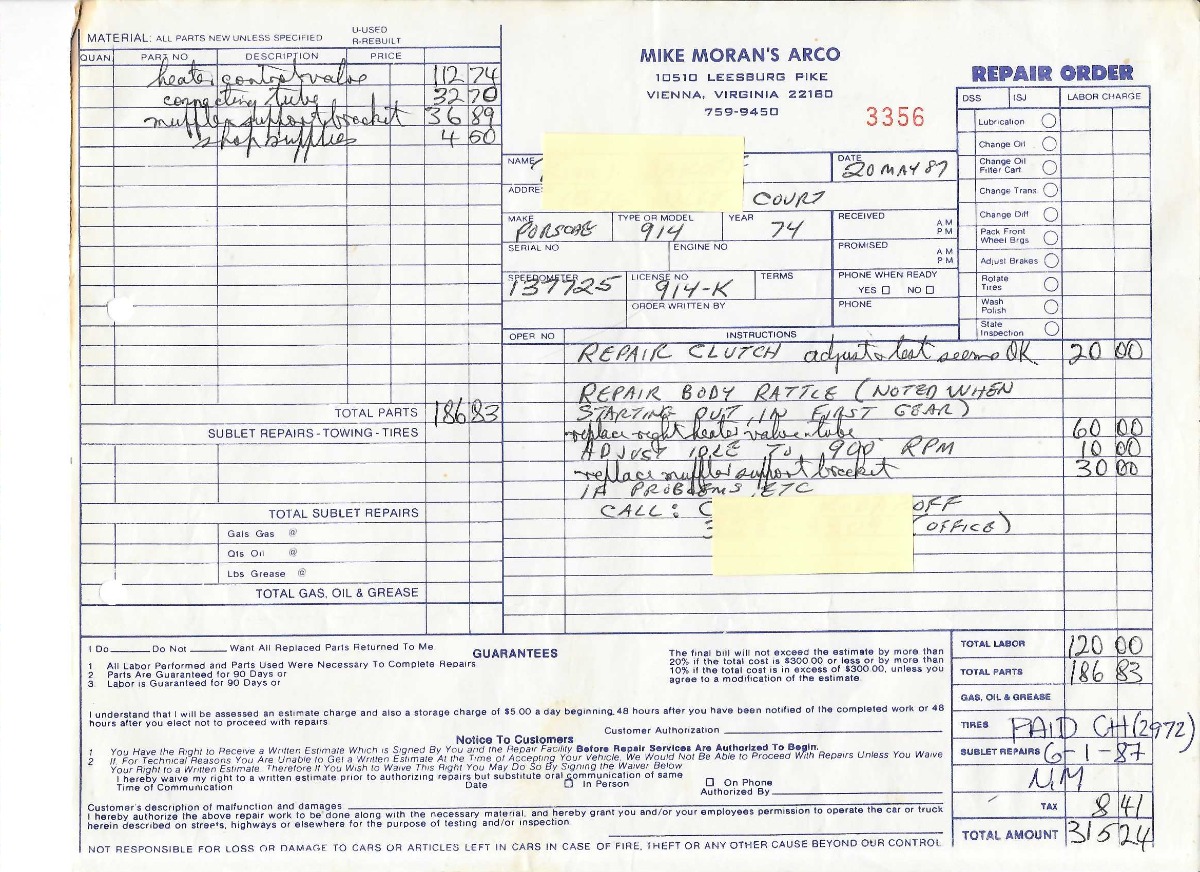 MATERIAL: ALL PARTS NEW UNLESS SPECIFIED
U-USED
R-REBUILT
QUAN. PART NO. DESCRIPTION PRICE
heater control valve 112 74
connecting tube 32 70
muffler support bracket 36 89
shop supplies 4 50
TOTAL PARTS 186 83
SUBLET REPAIRS - TOWING - TIRES
TOTAL SUBLET REPAIRS
Gals Gas @
Qts Oil @
Lbs Grease @
TOTAL GAS, OIL & GREASE
MIKE MORAN'S ARCO
10510 LEESBURG PIKE
VIENNA, VIRGINIA 22180
759-9450
3356
NAME
DATE
20 MAY 87
ADDRE
COURT
MAKE
PORSCHE
TYPE OR MODEL
914
YEAR
74
RECEIVED AM PM
SERIAL NO ENGINE NO
PROMISED AM PM
SPEEDOMETER
137725
LICENSE NO
914-K
TERMS
PHONE WHEN READY
YES NO
ORDER WRITTEN BY
PHONE
REPAIR ORDER
DSS ISJ LABOR CHARGE
Lubrication
Change Oil
Change Oil Filter Cart
Change Trans
Change Diff
Pack Front Wheel Brgs
Adjust Brakes
Rotate Tires
Wash Polish
State Inspection
OPER NO INSTRUCTIONS
REPAIR CLUTCH adjust & test seems OK 20 00
REPAIR BODY RATTLE (NOTED WHEN
STARTING OUT IN FIRST GEAR)
replace right heater valve & tube 60 00
ADJUST IDLE TO 900 RPM 10 00
replace muffler support bracket 30 00
IF PROBLEMS, ETC
CALL: OFF
(OFFICE)
I Do Do Not Want All Replaced Parts Returned To Me
GUARANTEES
1 All Labor Performed and Parts Used Were Necessary To Complete Repairs
2 Parts Are Guaranteed for 90 Days or
3 Labor is Guaranteed for 90 Days or
The final bill will not exceed the estimate by more than
20% if the total cost is $300.00 or less or by more than
10% if the total cost is in excess of $300.00, unless you
agree to a modification of the estimate.
I understand that I will be assessed an estimate charge and also a storage charge of $5.00 a day beginning 48 hours after you have been notified of the completed work or 48
hours after you elect not to proceed with repairs
Customer Authorization
Notice To Customers
1 You Have the Right to Receive a Written Estimate Which is Signed By You and the Repair Facility Before Repair Services Are Authorized To Begin.
2 If, For Technical Reasons You Are Unable to Get a Written Estimate At the Time of Accepting Your Vehicle, We Would Not Be Able to Proceed With Repairs Unless You Waive
Your Right to a Written Estimate. Therefore If You Wish to Waive This Right You May Do So By Signing the Waiver Below
I hereby waive my right to a written estimate prior to authorizing repairs but substitute oral communication of same
Time of Communication Date In Person On Phone
Authorized By
Customer's description of malfunction and damages
I hereby authorize the above repair work to be done along with the necessary material, and hereby grant you and/or your employees permission to operate the car or truck
herein described on streets, highways or elsewhere for the purpose of testing and/or inspection.
NOT RESPONSIBLE FOR LOSS OR DAMAGE TO CARS OR ARTICLES LEFT IN CARS IN CASE OF FIRE, THEFT OR ANY OTHER CAUSE BEYOND OUR CONTROL
TOTAL LABOR 120 00
TOTAL PARTS 186 83
GAS, OIL & GREASE
TIRES PAID CH (2972)
SUBLET REPAIRS 6-1-87
MM
TAX 8 41
TOTAL AMOUNT 315 24